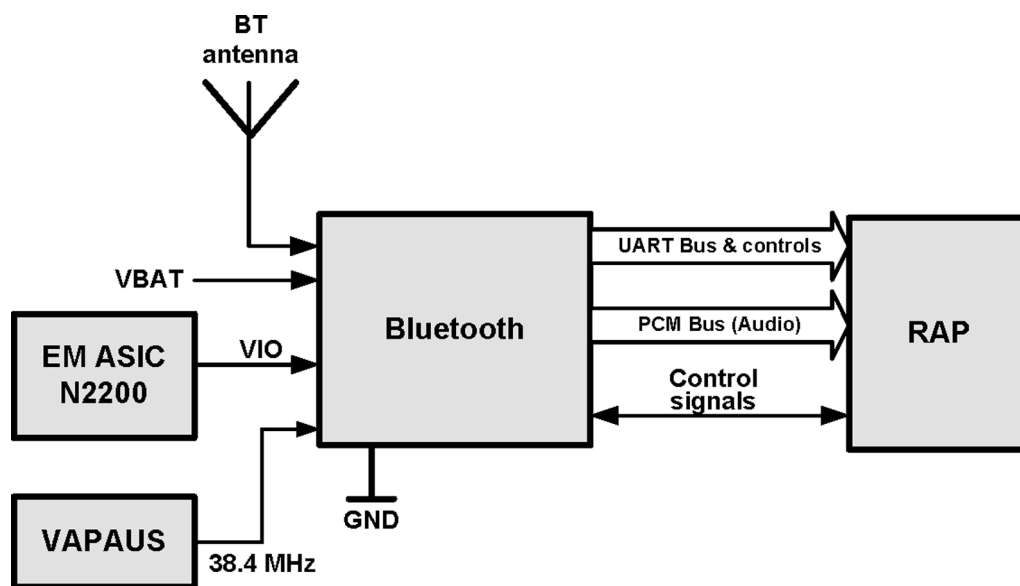 BT
antenna
UART Bus & controls
VBAT
Bluetooth
PCM Bus (Audio)
RAP
EM ASIC
N2200
VIO
Control
signals
GND
VAPAUS
38.4 MHz